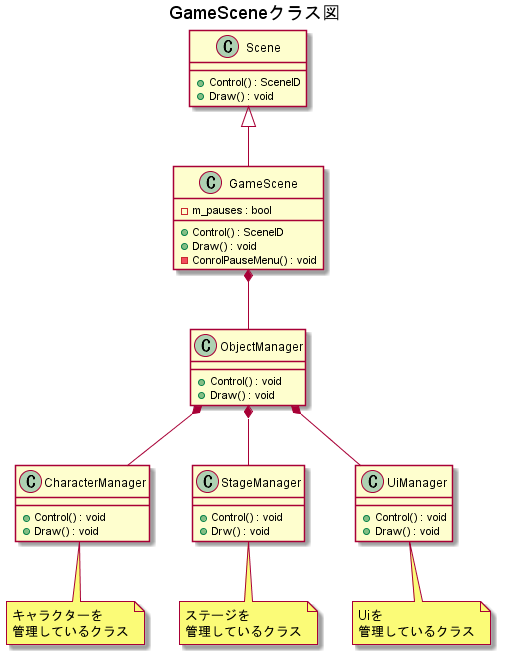 GameSceneクラス図
C Scene
Control() : SceneID
Draw() : void
C GameScene
m_pauses : bool
Control() : SceneID
Draw() : void
ConrolPauseMenu() : void
C ObjectManager
Control() : void
Draw() : void
C CharacterManager
Control() : void
Draw() : void
C StageManager
Control() : void
Drw() : void
C UiManager
Control() : void
Draw() : void
キャラクターを
管理しているクラス
ステージを
管理しているクラス
Uiを
管理しているクラス